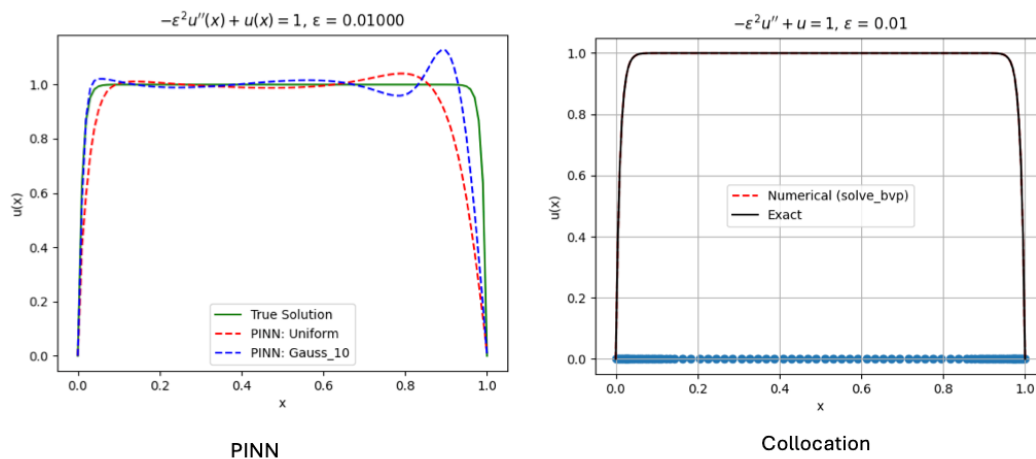 −ε²u″(x) + u(x) = 1, ε = 0.01000
u(x)
1.0
0.8
0.6
0.4
0.2
0.0
True Solution
PINN: Uniform
PINN: Gauss_10
0.0 0.2 0.4 0.6 0.8 1.0
x
PINN
−ε²u″ + u = 1, ε = 0.01
u(x)
1.0
0.8
0.6
0.4
0.2
0.0
Numerical (solve_bvp)
Exact
0.0 0.2 0.4 0.6 0.8 1.0
x
Collocation